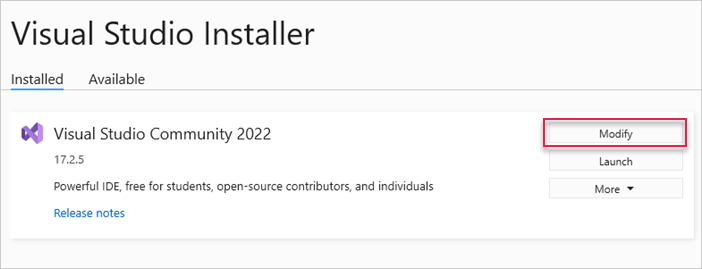 Visual Studio Installer
Installed Available
Visual Studio Community 2022
Modify
17.2.5
Launch
Powerful IDE, free for students, open-source contributors, and individuals
More
Release notes